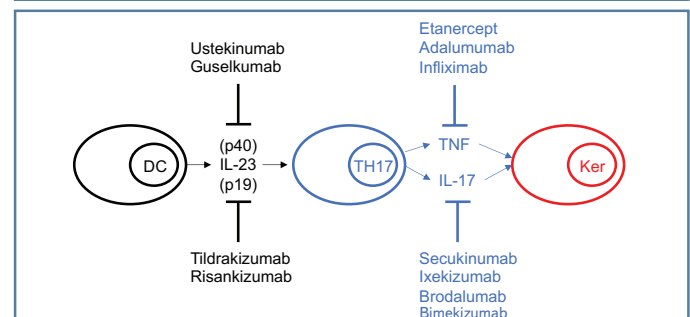 Etanercept
Adalumumab
Infliximab
Ustekinumab
Guselkumab
(p40)
IL-23
(p19)
DC
TH17
TNF
IL-17
Ker
Tildrakizumab
Risankizumab
Secukinumab
Ixekizumab
Brodalumab
Bimekizumab